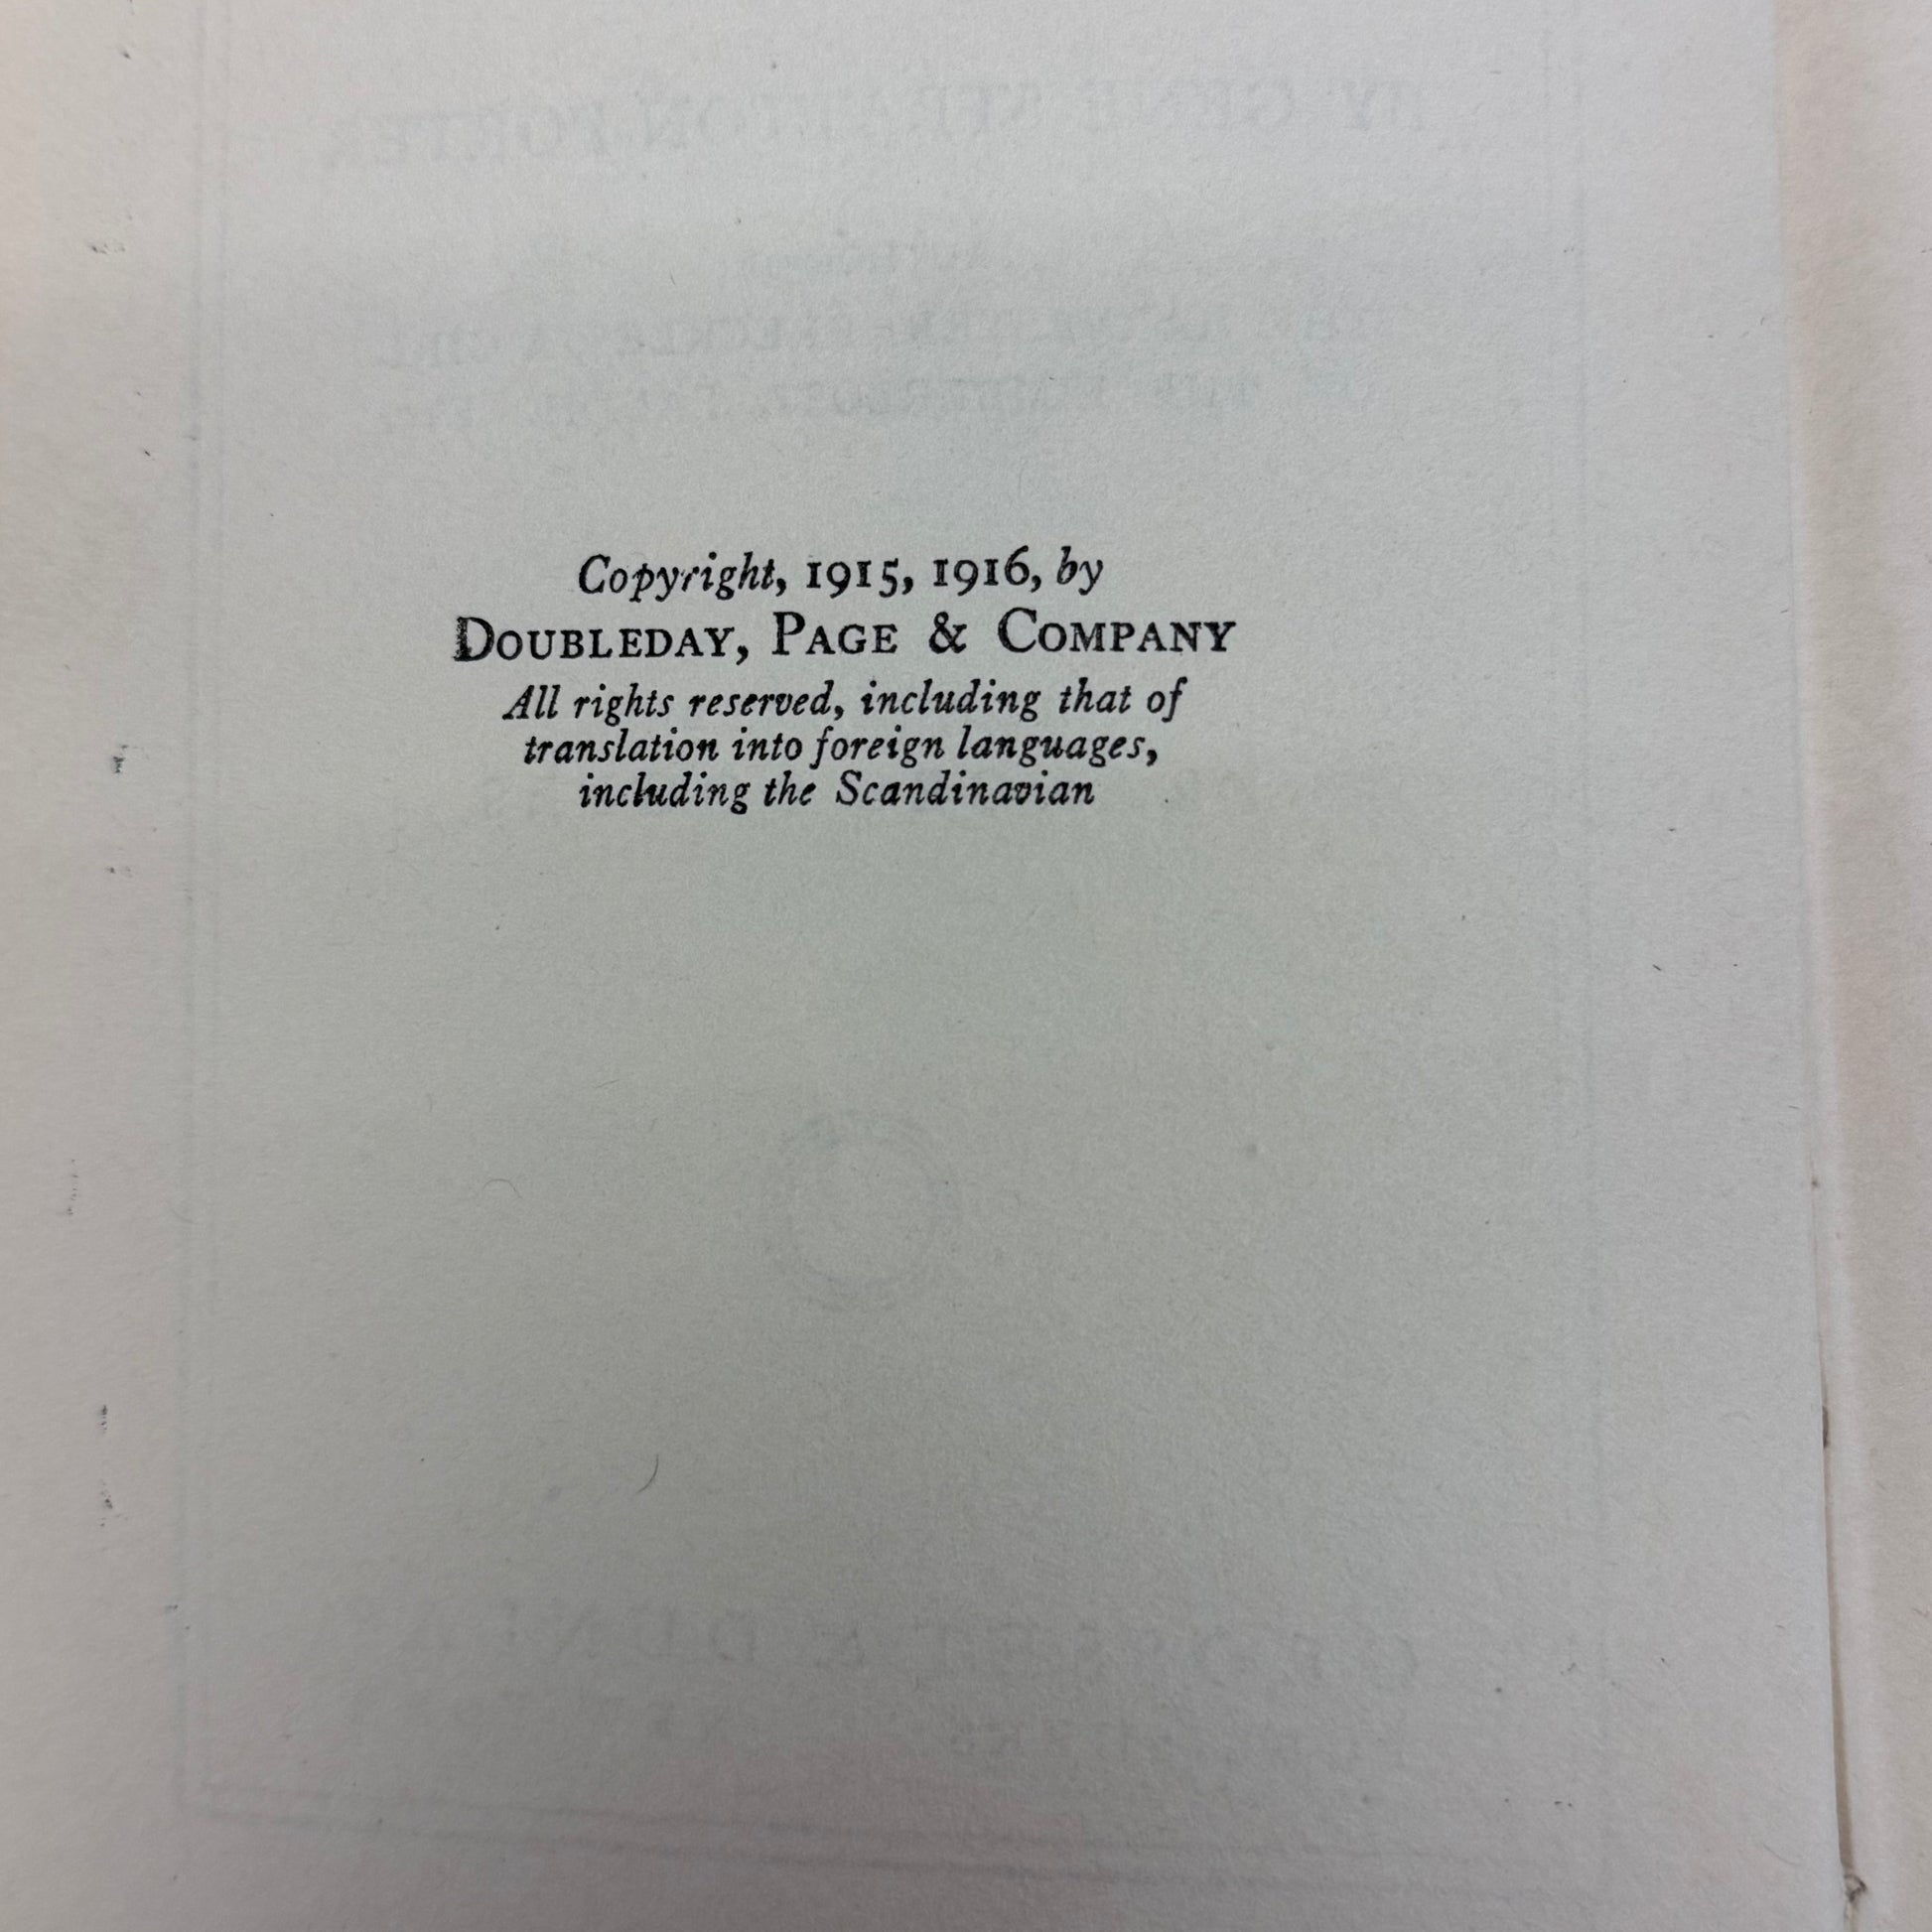 Copyright, 1915, 1916, by
DOUBLEDAY, PAGE & COMPANY
All rights reserved, including that of
translation into foreign languages,
including the Scandinavian